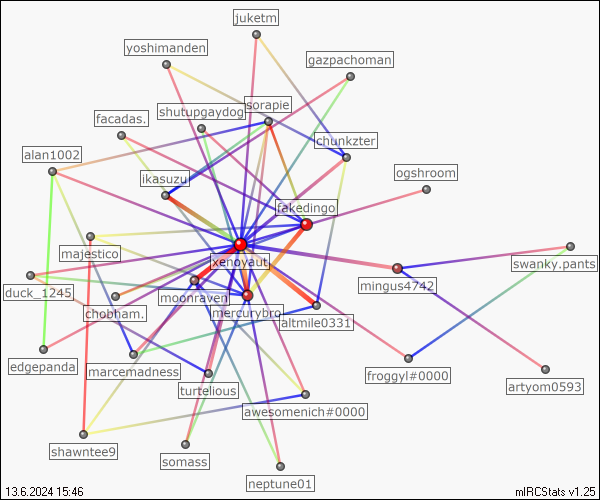 juketm
yoshimanden
gazpachoman
sorapie
shutupgaydog
facadas.
chunkzter
alan1002
ikasuzu
ogshroom
fakedingo
majestico
xenoyaut
swanky.pants
mingus4742
duck_1245
moonraven
chobham.
mercurybro
altmile0331
edgepanda
marcemadness
froggyl#0000
turtelious
artyom0593
awesomenich#0000
shawntee9
somass
neptune01
13.6.2024 15:46
mIRCStats v1.25